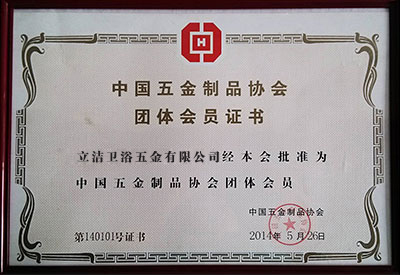 中国五金制品协会
团体会员证书
立洁卫浴五金有限公司经本会批准为
中国五金制品协会团体会员
中国五金制品协会
第140101号证书
2014年5月26日